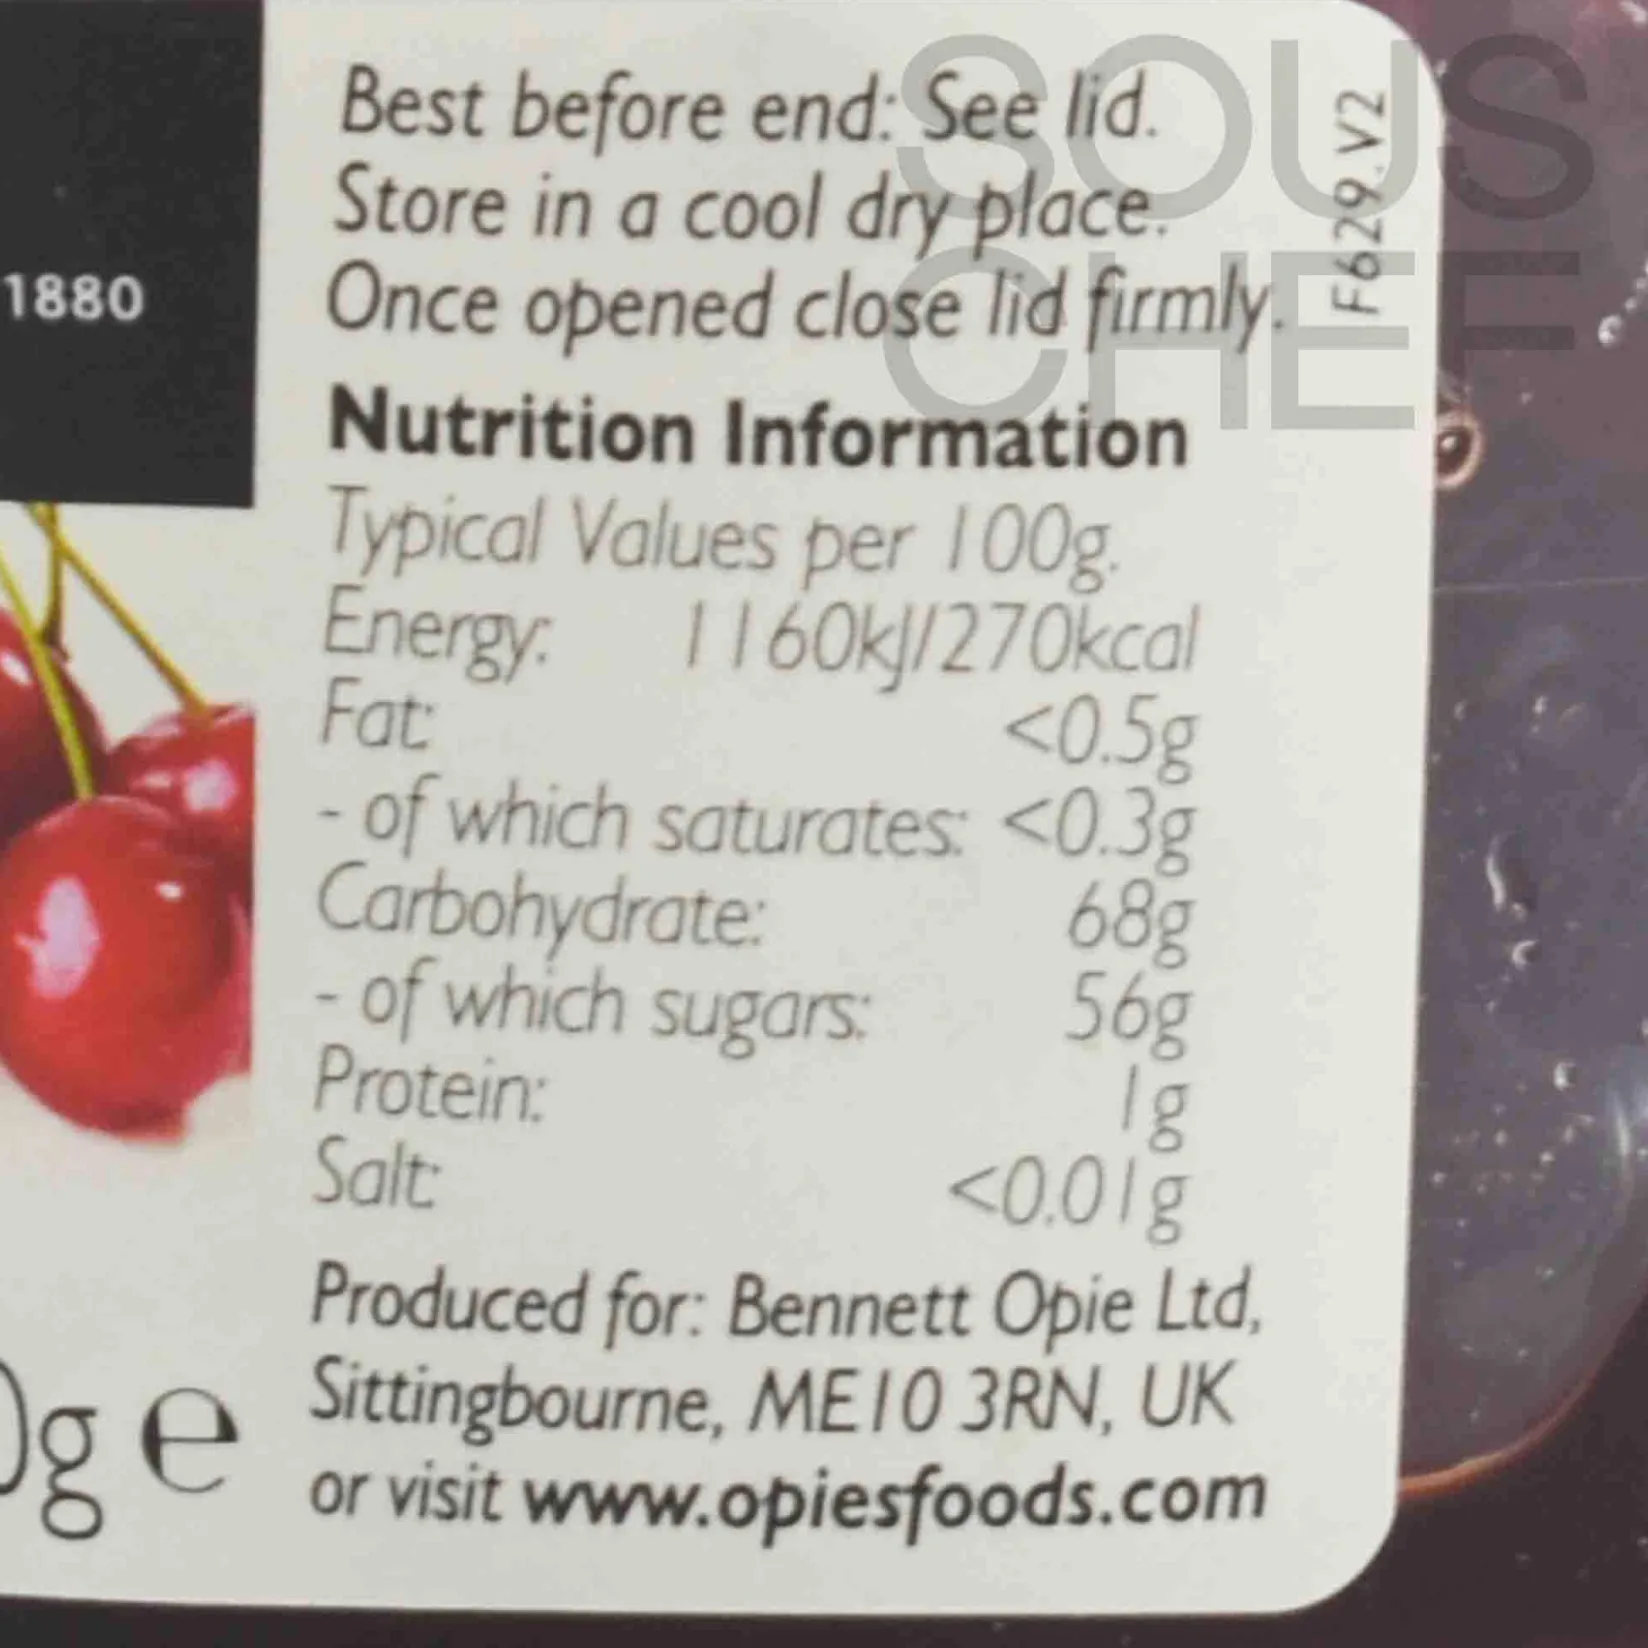 SOUS
CHEF
1880
Best before end: See lid.
Store in a cool dry place.
Once opened close lid firmly.
F629.V2
Nutrition Information
Typical Values per 100g.
Energy: 1160kJ/270kcal
Fat: <0.5g
- of which saturates: <0.3g
Carbohydrate: 68g
- of which sugars: 56g
Protein: 1g
Salt: <0.01g
Produced for: Bennett Opie Ltd,
Sittingbourne, ME10 3RN, UK
or visit www.opiesfoods.com
0g e